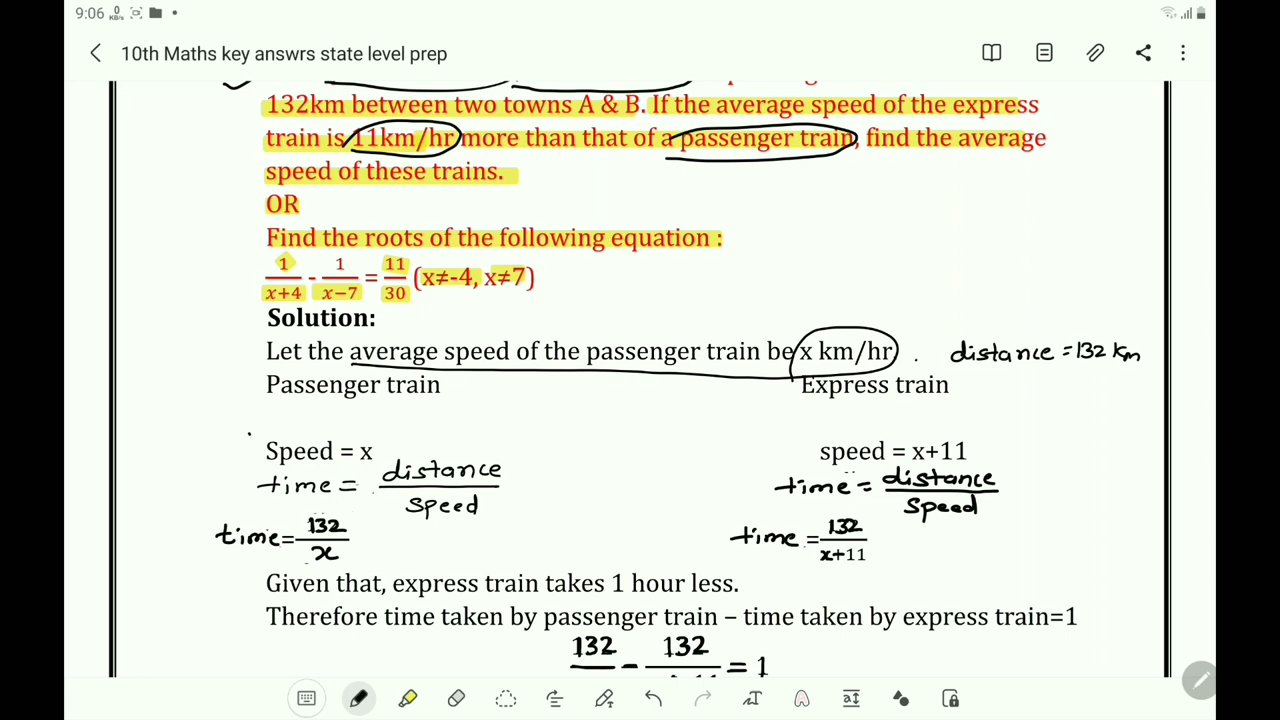 9:06 0 KB/s
10th Maths key answrs state level prep
132km between two towns A & B. If the average speed of the express
train is 11km/hr more than that of a passenger train, find the average
speed of these trains.
OR
Find the roots of the following equation :
1/x+4 - 1/x−7 = 11/30 (x≠-4, x≠7)
Solution:
Let the average speed of the passenger train be x km/hr . distance = 132 km
Passenger train Express train
Speed = x speed = x+11
time = distance/speed time = distance/speed
time = 132/x time = 132/x+11
Given that, express train takes 1 hour less.
Therefore time taken by passenger train – time taken by express train=1
132 − 132 = 1